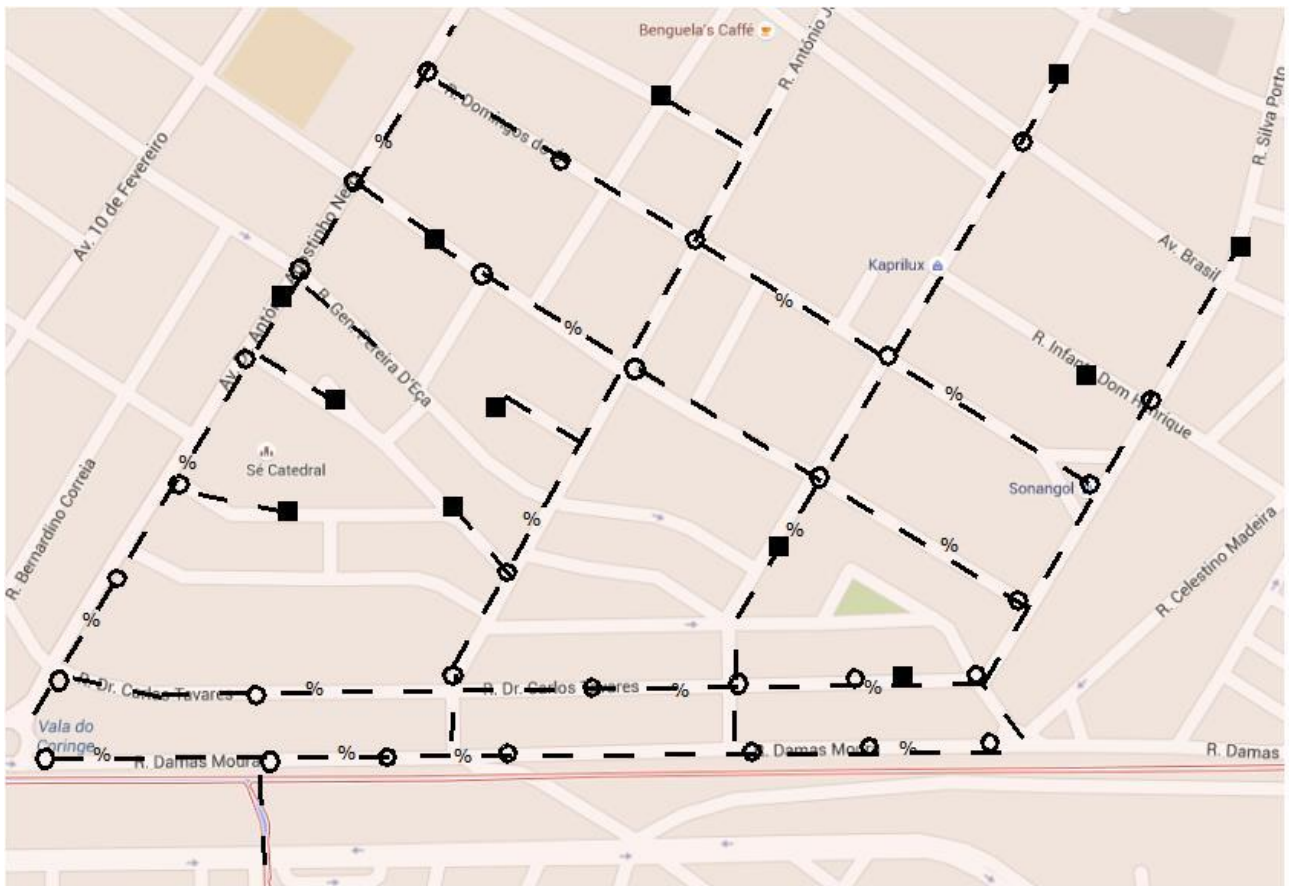 Benguela's Caffé
R. António J
R. Domingos do
R. Silva Porto
Av. 10 de Fevereiro
%
Av. Brasil
Kaprilux
%
R. Gen. Pereira D'Eça
%
R. Infante Dom Henrique
%
Sé Catedral
%
Sonangol
%
%
%
R. Bernardino Correia
R. Celestino Madeira
%
R. Dr. Carlos Tavares
%
R. Dr. Carlos Tavares
%
%
Vala do
Coringe
%
R. Damas Moura
%
%
R. Damas Moura
%
R. Damas